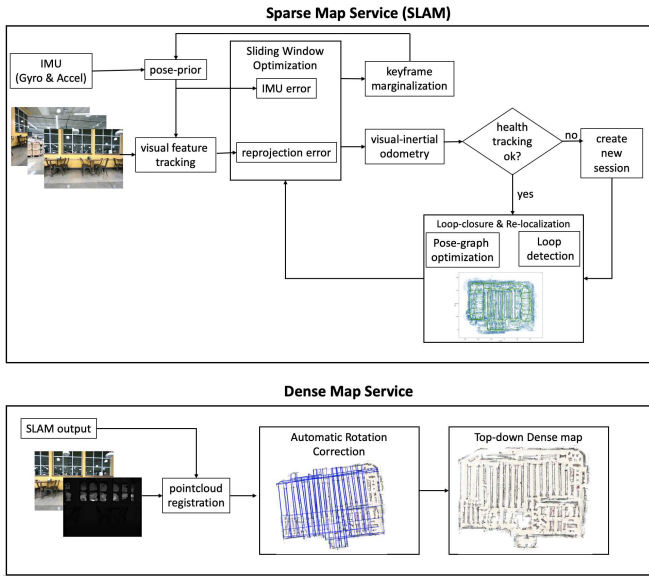 Sparse Map Service (SLAM)
IMU
(Gyro & Accel)
pose-prior
Sliding Window
Optimization
IMU error
keyframe
marginalization
visual feature
tracking
reprojection error
visual-inertial
odometry
health
tracking
ok?
no
create
new
session
yes
Loop-closure & Re-localization
Pose-graph
optimization
Loop
detection
Dense Map Service
SLAM output
pointcloud
registration
Automatic Rotation
Correction
Top-down Dense map